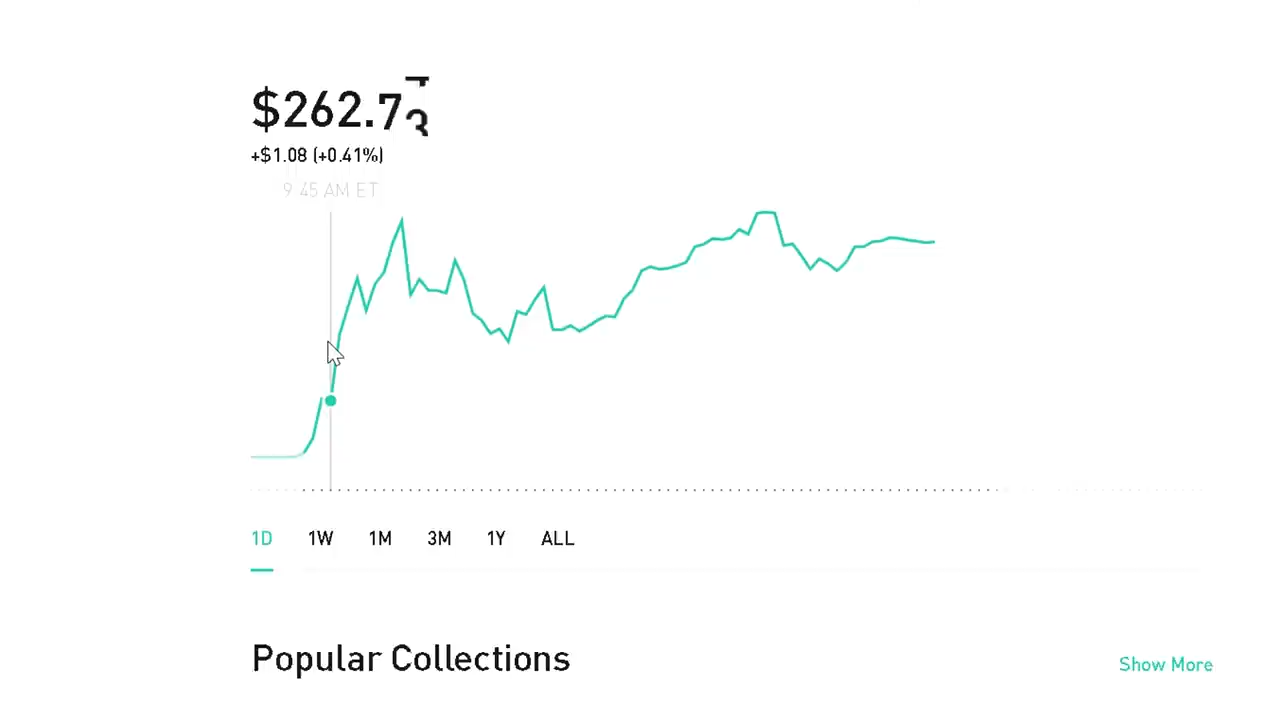 $262.7
+$1.08 (+0.41%)
9:45 AM ET
1D 1W 1M 3M 1Y ALL
Popular Collections
Show More